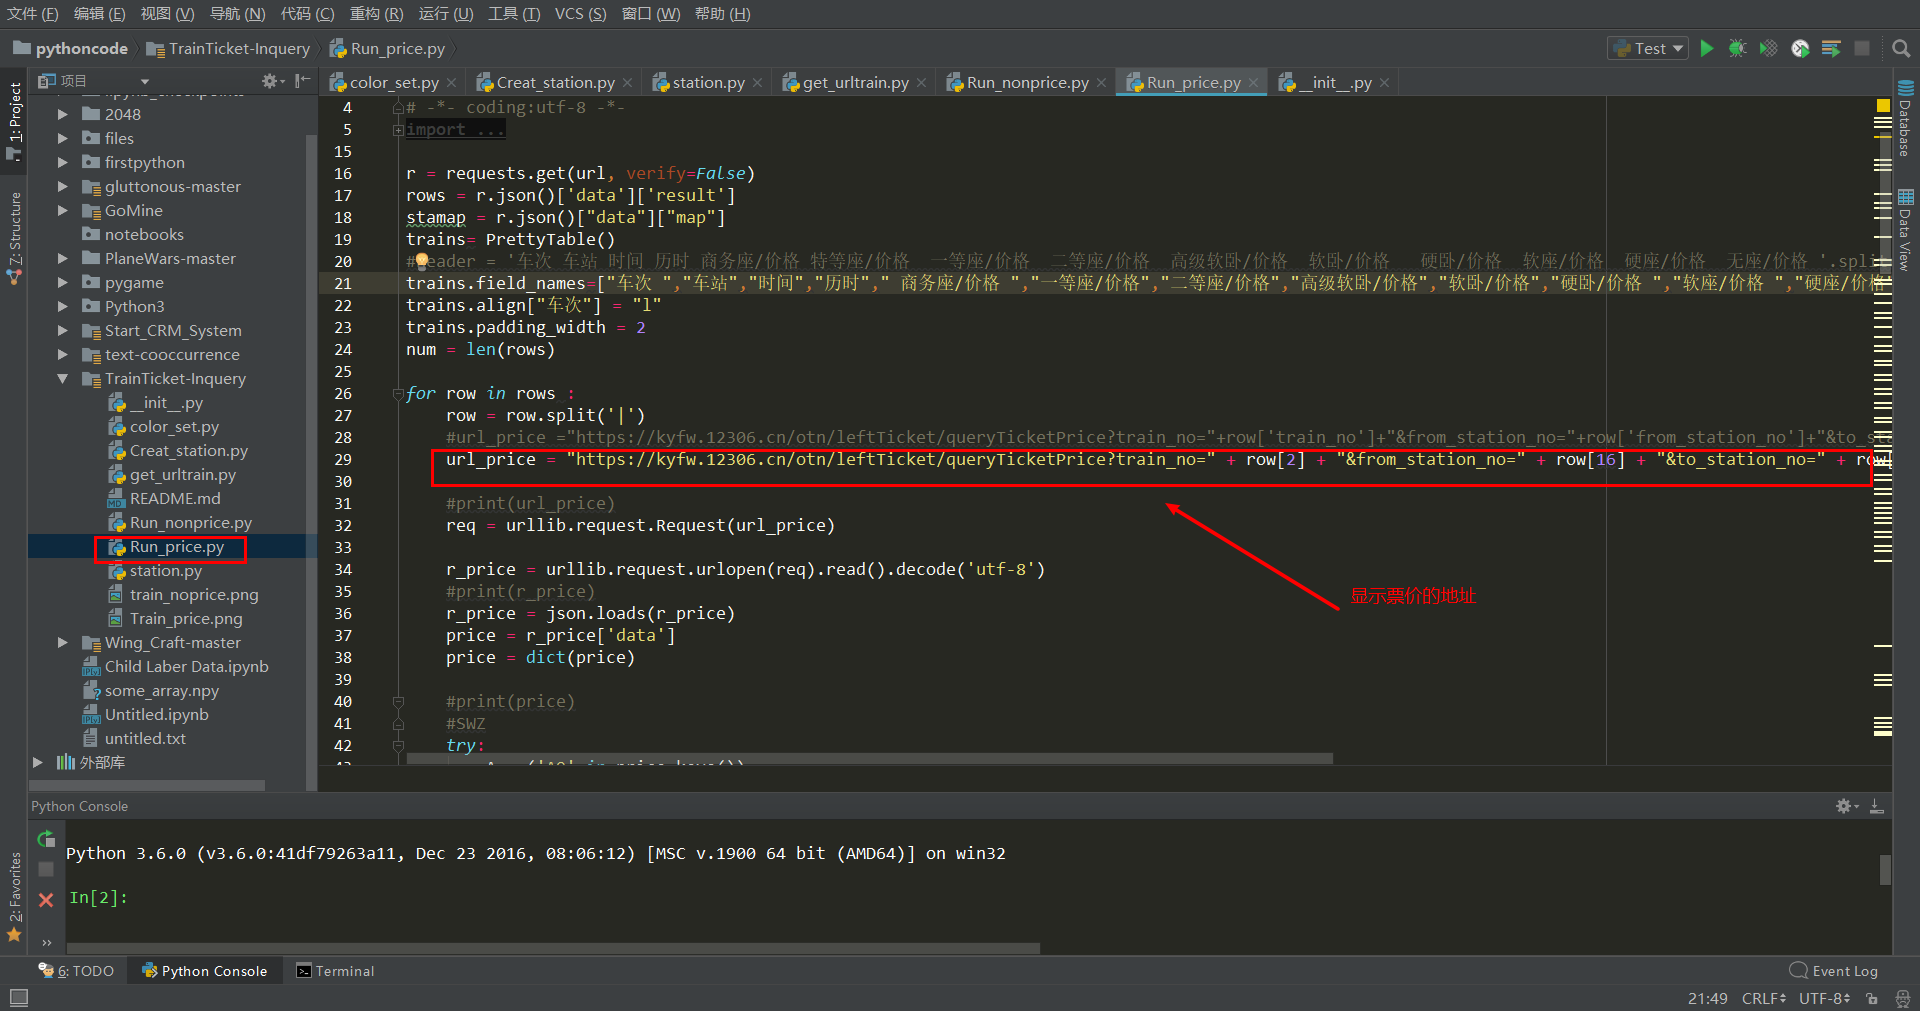 文件 (F) 编辑 (E) 视图 (V) 导航 (N) 代码 (C) 重构 (R) 运行 (U) 工具 (T) VCS (S) 窗口 (W) 帮助 (H)
pythoncode TrainTicket-Inquery Run_price.py Test
项目
color_set.py Creat_station.py station.py get_urltrain.py Run_nonprice.py Run_price.py __init__.py
1: Project
7: Structure
2: Favorites
2048
files
firstpython
gluttonous-master
GoMine
notebooks
PlaneWars-master
pygame
Python3
Start_CRM_System
text-cooccurrence
TrainTicket-Inquery
__init__.py
color_set.py
Creat_station.py
get_urltrain.py
README.md
Run_nonprice.py
Run_price.py
station.py
train_noprice.png
Train_price.png
Wing_Craft-master
Child Laber Data.ipynb
some_array.npy
Untitled.ipynb
untitled.txt
外部库
4 # -*- coding:utf-8 -*-
5 import ...
15
16 r = requests.get(url, verify=False)
17 rows = r.json()['data']['result']
18 stamap = r.json()["data"]["map"]
19 trains= PrettyTable()
20 # eader = '车次 车站 时间 历时 商务座/价格 特等座/价格 一等座/价格 二等座/价格 高级软卧/价格 软卧/价格 硬卧/价格 软座/价格 硬座/价格 无座/价格 '.split
21 trains.field_names=["车次 ","车站","时间","历时"," 商务座/价格 ","一等座/价格","二等座/价格","高级软卧/价格","软卧/价格","硬卧/价格 ","软座/价格 ","硬座/价格
22 trains.align["车次"] = "l"
23 trains.padding_width = 2
24 num = len(rows)
25
26 for row in rows :
27 row = row.split('|')
28 #url_price ="https://kyfw.12306.cn/otn/leftTicket/queryTicketPrice?train_no="+row['train_no']+"&from_station_no="+row['from_station_no']+"&to_sta
29 url_price = "https://kyfw.12306.cn/otn/leftTicket/queryTicketPrice?train_no=" + row[2] + "&from_station_no=" + row[16] + "&to_station_no=" + row[
30
31 #print(url_price)
32 req = urllib.request.Request(url_price)
33
34 r_price = urllib.request.urlopen(req).read().decode('utf-8')
35 #print(r_price)
36 r_price = json.loads(r_price)
37 price = r_price['data']
38 price = dict(price)
39
40 #print(price)
41 #SWZ
42 try:
显示票价的地址
Database
Data View
Python Console
Python 3.6.0 (v3.6.0:41df79263a11, Dec 23 2016, 08:06:12) [MSC v.1900 64 bit (AMD64)] on win32
In[2]:
6: TODO Python Console Terminal Event Log
21:49 CRLF UTF-8